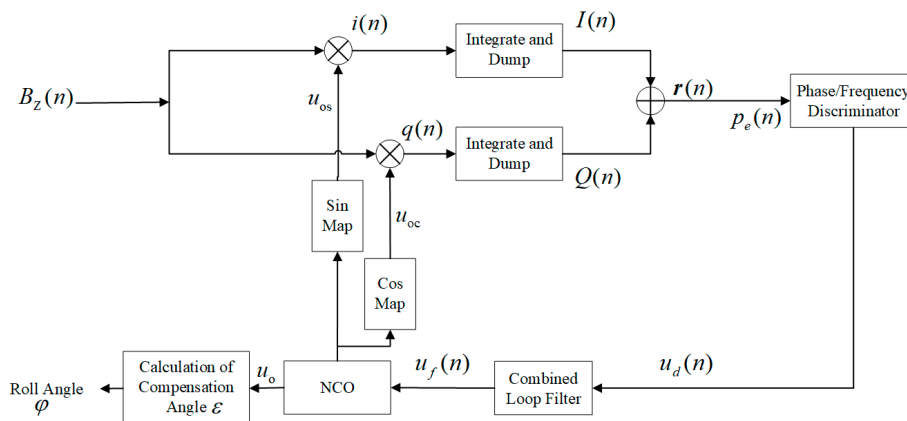 i(n)
I(n)
Integrate and
Dump
B_Z(n)
u_os
r(n)
p_e(n)
Phase/Frequency
Discriminator
q(n)
Integrate and
Dump
Q(n)
Sin
Map
u_oc
Cos
Map
Roll Angle
φ
Calculation of
Compensation
Angle ε
u_o
NCO
u_f(n)
Combined
Loop Filter
u_d(n)